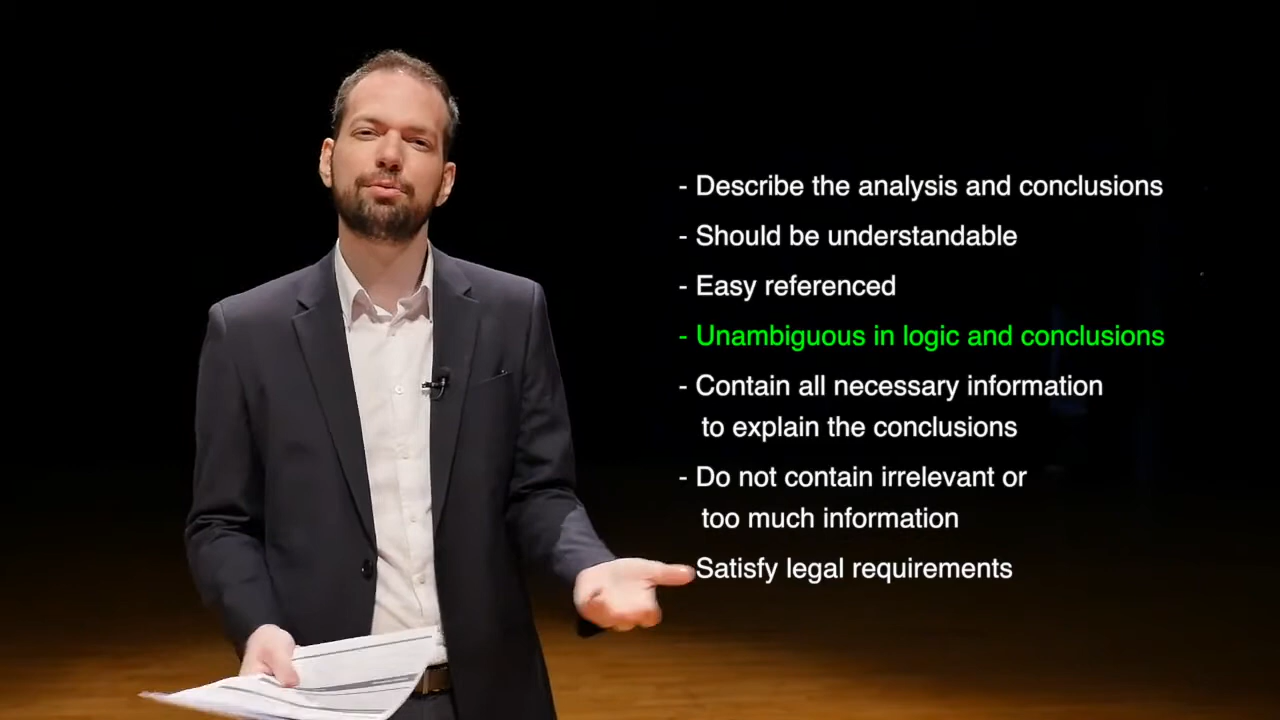 - Describe the analysis and conclusions
- Should be understandable
- Easy referenced
- Unambiguous in logic and conclusions
- Contain all necessary information
to explain the conclusions
- Do not contain irrelevant or
too much information
Satisfy legal requirements